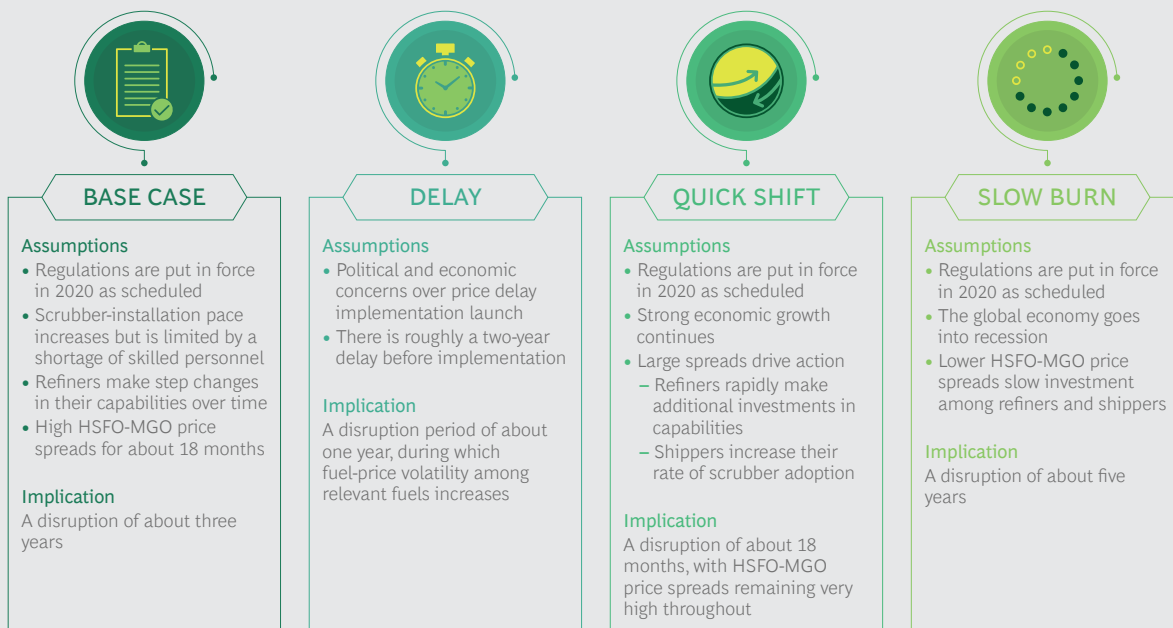 BASE CASE
Assumptions
• Regulations are put in force
in 2020 as scheduled
• Scrubber-installation pace
increases but is limited by a
shortage of skilled personnel
• Refiners make step changes
in their capabilities over time
• High HSFO-MGO price
spreads for about 18 months
Implication
A disruption of about three
years
DELAY
Assumptions
• Political and economic
concerns over price delay
implementation launch
• There is roughly a two-year
delay before implementation
Implication
A disruption period of about
one year, during which
fuel-price volatility among
relevant fuels increases
QUICK SHIFT
Assumptions
• Regulations are put in force
in 2020 as scheduled
• Strong economic growth
continues
• Large spreads drive action
– Refiners rapidly make
additional investments in
capabilities
– Shippers increase their
rate of scrubber adoption
Implication
A disruption of about 18
months, with HSFO-MGO
price spreads remaining very
high throughout
SLOW BURN
Assumptions
• Regulations are put in force
in 2020 as scheduled
• The global economy goes
into recession
• Lower HSFO-MGO price
spreads slow investment
among refiners and shippers
Implication
A disruption of about five
years